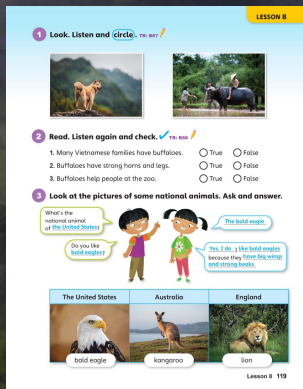 LESSON 8
1 Look. Listen and circle. TR: B67
2 Read. Listen again and check. TR: B68
1. Many Vietnamese families have buffaloes. True False
2. Buffaloes have strong horns and legs. True False
3. Buffaloes help people at the zoo. True False
3 Look at the pictures of some national animals. Ask and answer.
What's the
national animal
of the United States?
The bald eagle
Do you like
bald eagles?
Yes, I do. I like bald eagles
because they have big wings
and strong beaks.
The United States Australia England
bald eagle kangaroo lion
Lesson 8 119